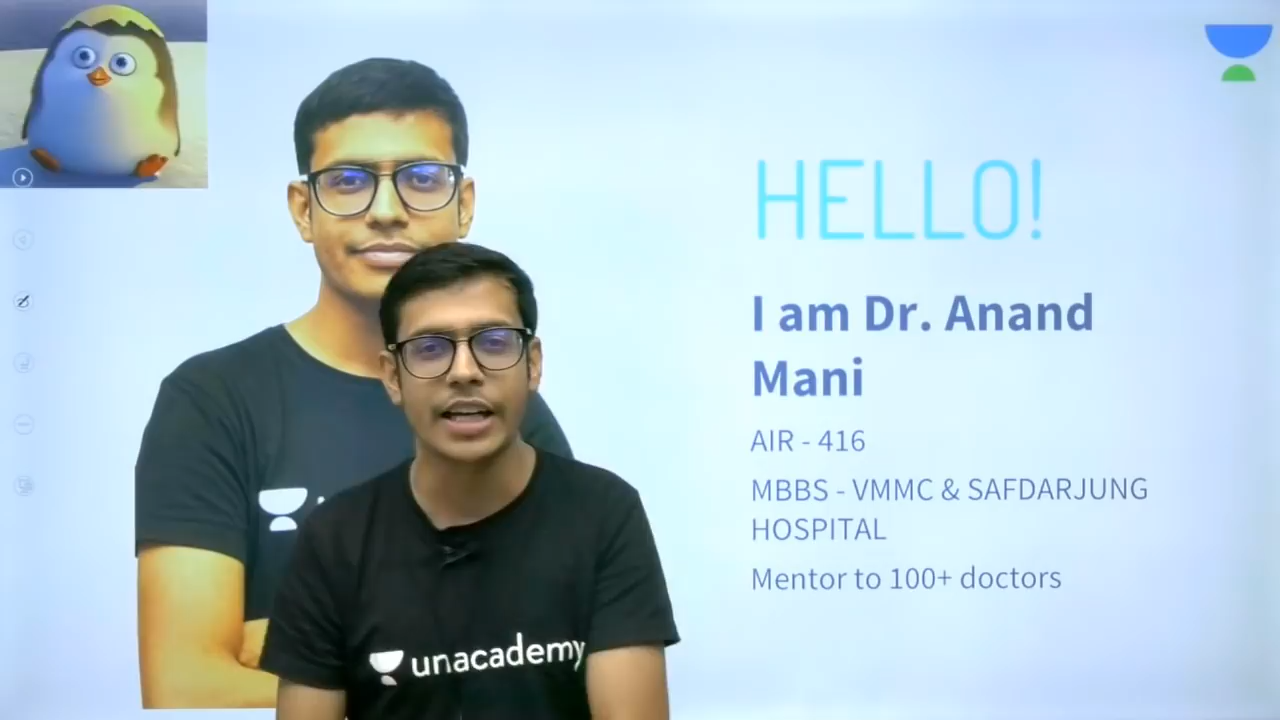 HELLO!
I am Dr. Anand
Mani
AIR - 416
MBBS - VMMC & SAFDARJUNG
HOSPITAL
Mentor to 100+ doctors
unacademy